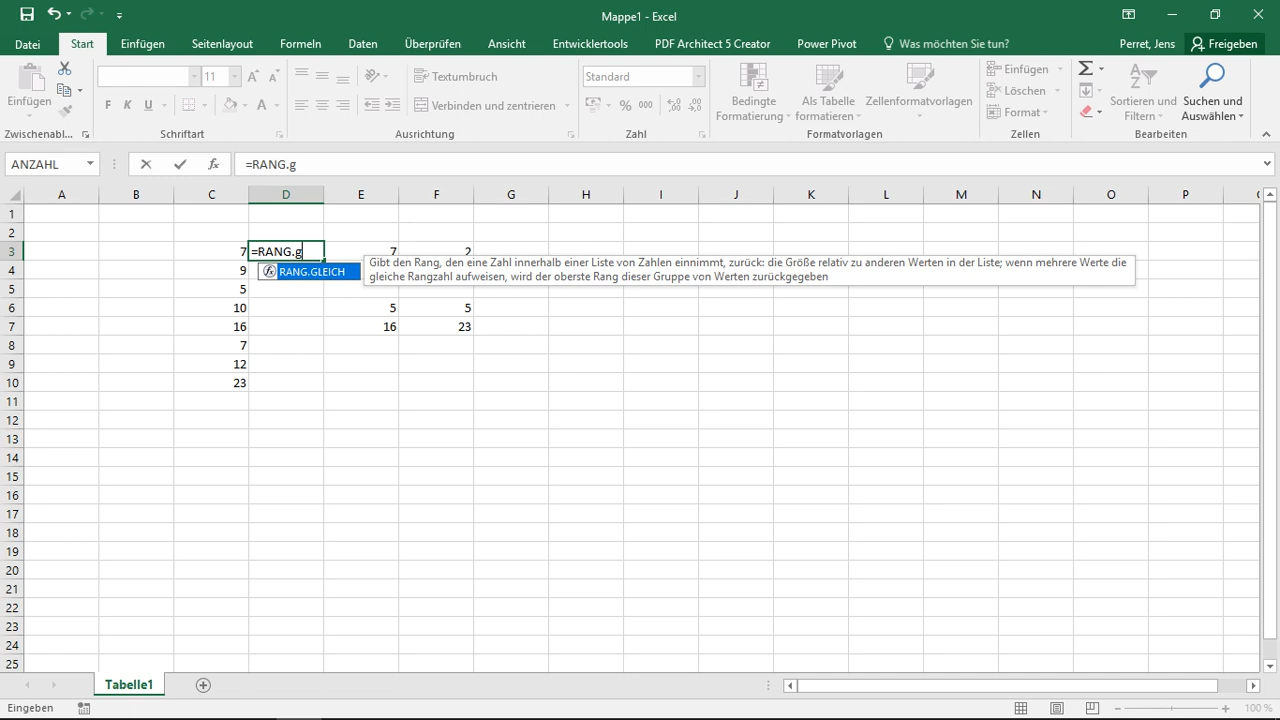 Mappe1 - Excel
Datei Start Einfügen Seitenlayout Formeln Daten Überprüfen Ansicht Entwicklertools PDF Architect 5 Creator Power Pivot Was möchten Sie tun? Perret, Jens Freigeben
Einfügen
Zwischenabl...
11
F K U
Schriftart
Textumbruch
Verbinden und zentrieren
Ausrichtung
Standard
% 000
Zahl
Bedingte Formatierung
Als Tabelle formatieren
Zellenformatvorlagen
Formatvorlagen
Einfügen
Löschen
Format
Zellen
Sortieren und Filtern
Suchen und Auswählen
Bearbeiten
ANZAHL fx =RANG.g
A B C D E F G H I J K L M N O P
1
2
3 7 =RANG.g 7 2
4 9
RANG.GLEICH
Gibt den Rang, den eine Zahl innerhalb einer Liste von Zahlen einnimmt, zurück: die Größe relativ zu anderen Werten in der Liste; wenn mehrere Werte die
gleiche Rangzahl aufweisen, wird der oberste Rang dieser Gruppe von Werten zurückgegeben
5 5
6 10 5 5
7 16 16 23
8 7
9 12
10 23
11
12
13
14
15
16
17
18
19
20
21
22
23
24
25
Tabelle1
Eingeben 100 %